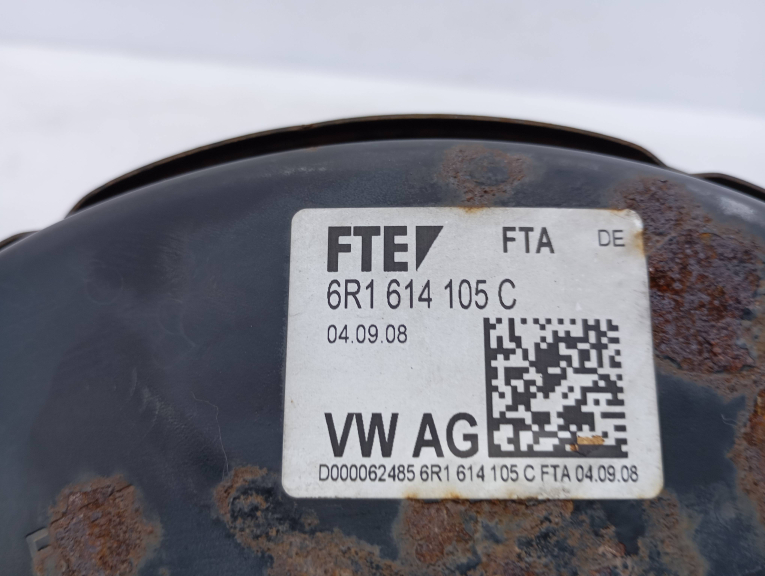 FTE FTA DE
6R1 614 105 C
04.09.08
VW AG
D000062485 6R1 614 105 C FTA 04.09.08